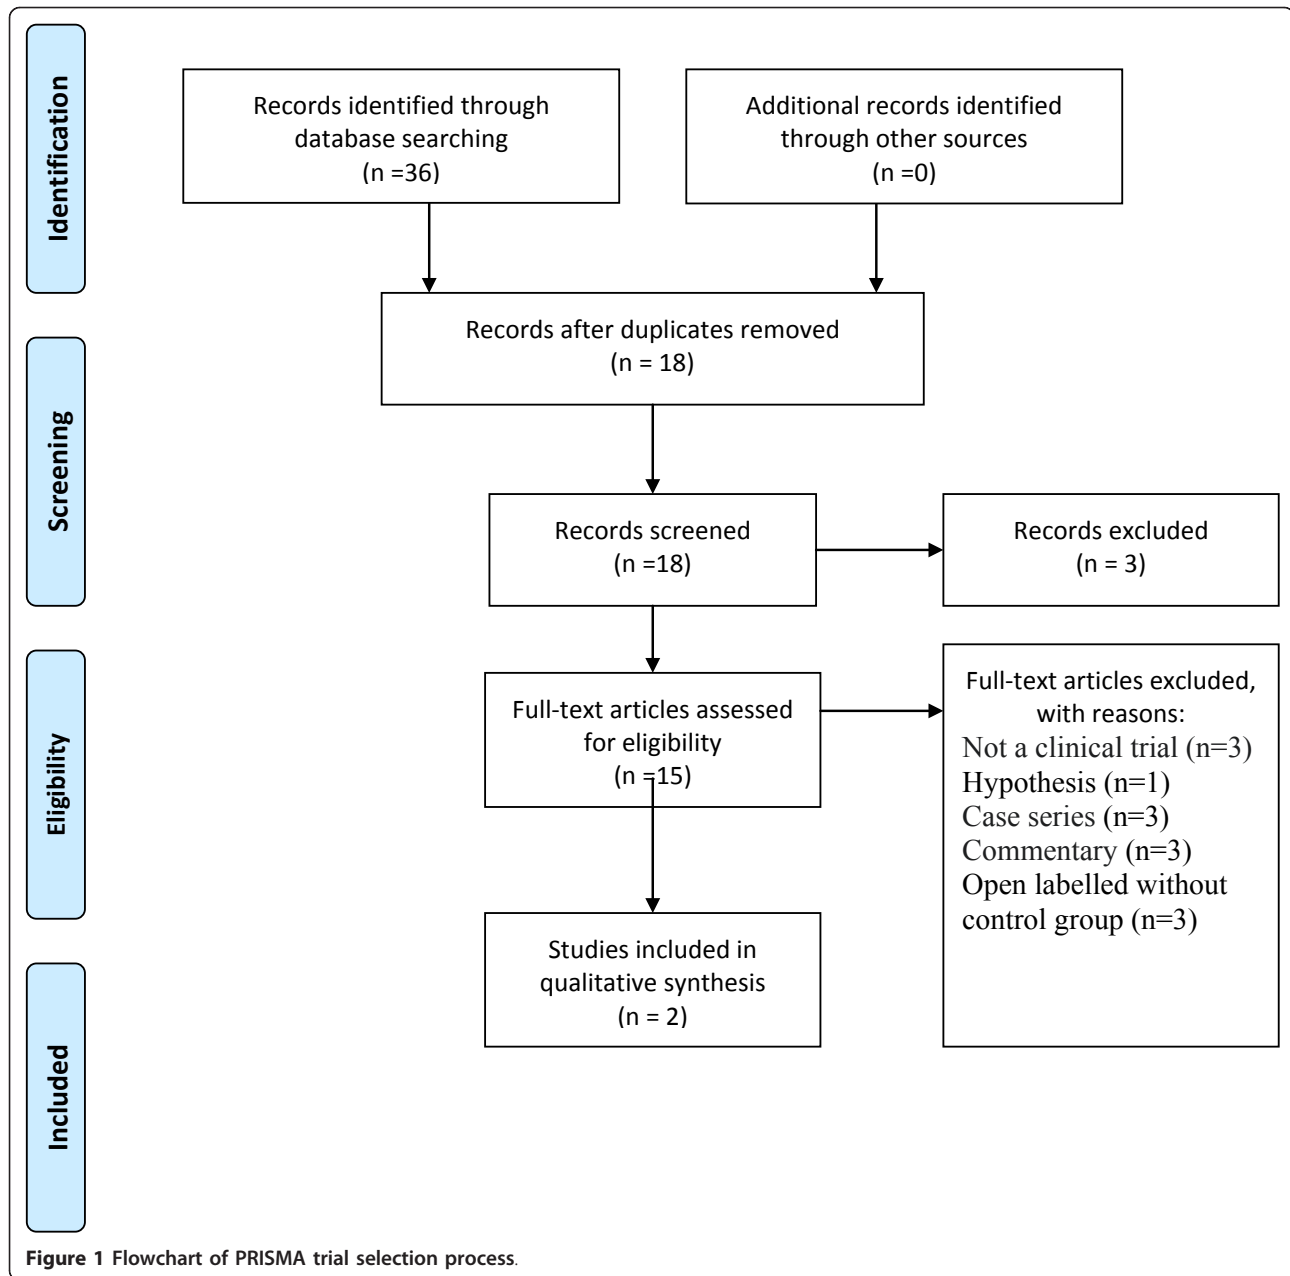 Identification
Records identified through
database searching
(n =36)
Additional records identified
through other sources
(n =0)
Records after duplicates removed
(n = 18)
Screening
Records screened
(n =18)
Records excluded
(n = 3)
Eligibility
Full-text articles assessed
for eligibility
(n =15)
Full-text articles excluded,
with reasons:
Not a clinical trial (n=3)
Hypothesis (n=1)
Case series (n=3)
Commentary (n=3)
Open labelled without
control group (n=3)
Included
Studies included in
qualitative synthesis
(n = 2)
Figure 1 Flowchart of PRISMA trial selection process.